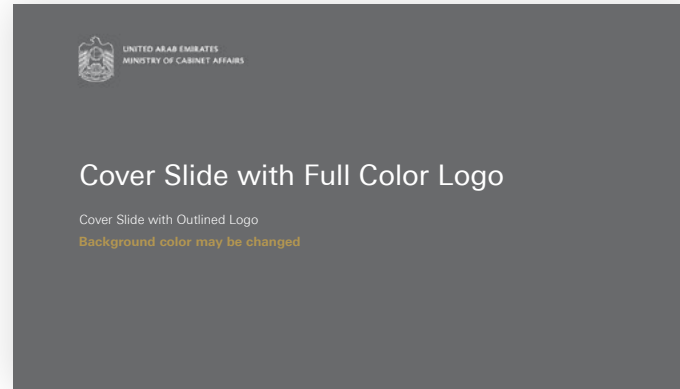 UNITED ARAB EMIRATES
MINISTRY OF CABINET AFFAIRS
Cover Slide with Full Color Logo
Cover Slide with Outlined Logo
Background color may be changed